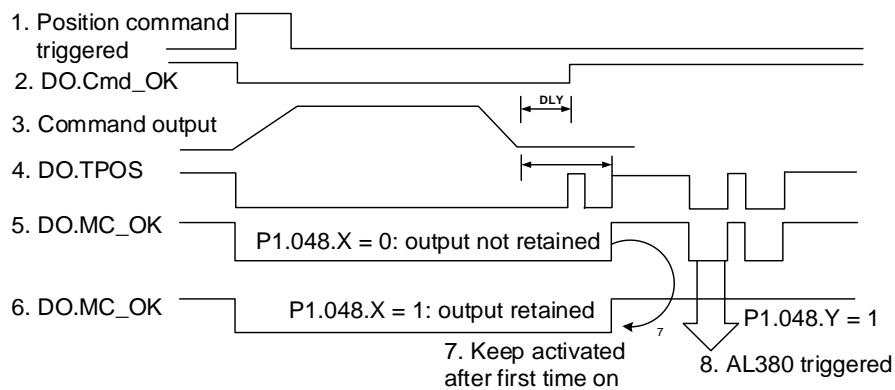 1. Position command
triggered
2. DO.Cmd_OK
DLY
3. Command output
4. DO.TPOS
5. DO.MC_OK
P1.048.X = 0: output not retained
6. DO.MC_OK
P1.048.X = 1: output retained
7
P1.048.Y = 1
7. Keep activated
after first time on
8. AL380 triggered